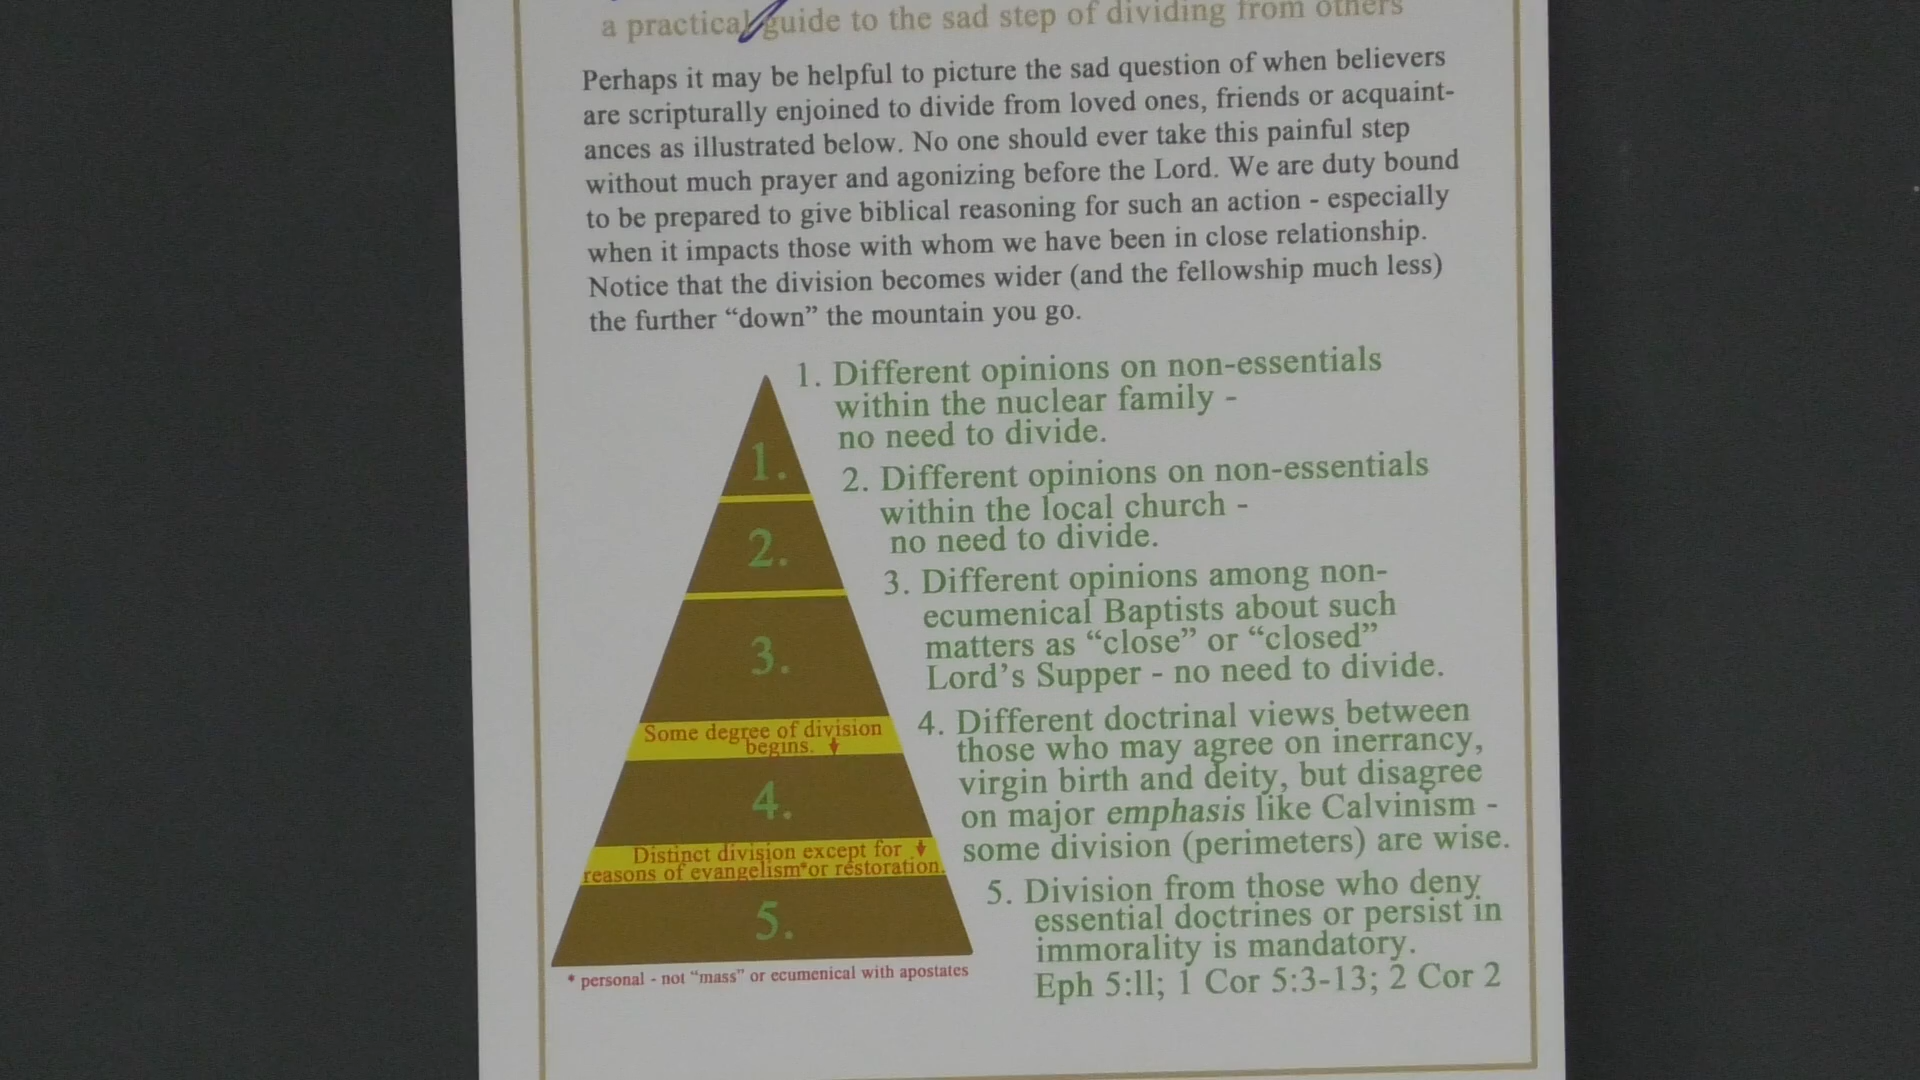 a practical guide to the sad step of dividing from others
Perhaps it may be helpful to picture the sad question of when believers
are scripturally enjoined to divide from loved ones, friends or acquaint-
ances as illustrated below. No one should ever take this painful step
without much prayer and agonizing before the Lord. We are duty bound
to be prepared to give biblical reasoning for such an action - especially
when it impacts those with whom we have been in close relationship.
Notice that the division becomes wider (and the fellowship much less)
the further “down” the mountain you go.
1. Different opinions on non-essentials
within the nuclear family -
no need to divide.
2. Different opinions on non-essentials
within the local church -
no need to divide.
3. Different opinions among non-
ecumenical Baptists about such
matters as “close” or “closed”
Lord’s Supper - no need to divide.
4. Different doctrinal views between
those who may agree on inerrancy,
virgin birth and deity, but disagree
on major emphasis like Calvinism -
some division (perimeters) are wise.
5. Division from those who deny
essential doctrines or persist in
immorality is mandatory.
Eph 5:11; 1 Cor 5:3-13; 2 Cor 2
1.
2.
3.
Some degree of division
begins. ↓
4.
Distinct division except for ↓
reasons of evangelism* or restoration.
5.
* personal - not “mass” or ecumenical with apostates